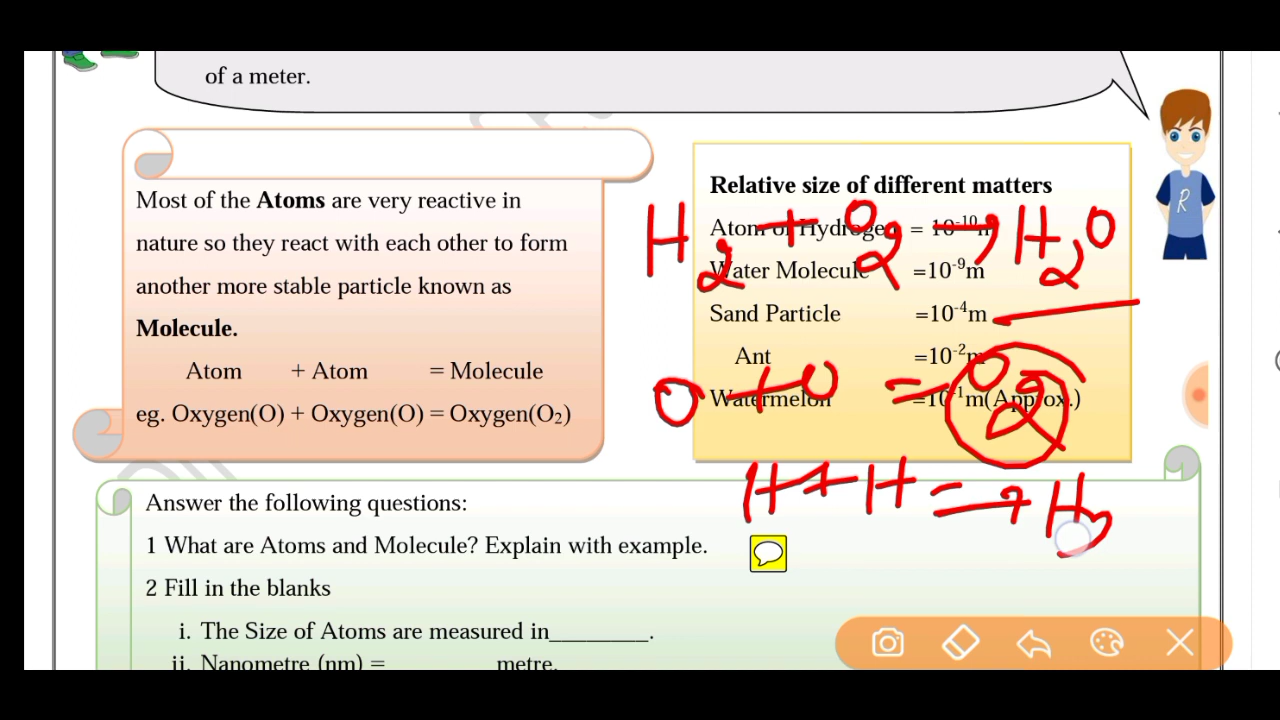 of a meter.
Most of the Atoms are very reactive in
nature so they react with each other to form
another more stable particle known as
Molecule.
Atom + Atom = Molecule
eg. Oxygen(O) + Oxygen(O) = Oxygen(O₂)
Relative size of different matters
Atom of Hydrogen = 10⁻¹⁰m
Water Molecule =10⁻⁹m
Sand Particle =10⁻⁴m
Ant =10⁻²m
Watermelon =10⁻¹m(Approx.)
H₂ + O₂ → H₂O
O + O = O₂
H + H = → H₂
R
Answer the following questions:
1 What are Atoms and Molecule? Explain with example.
2 Fill in the blanks
i. The Size of Atoms are measured in________.
ii. Nanometre (nm) = ________ metre.